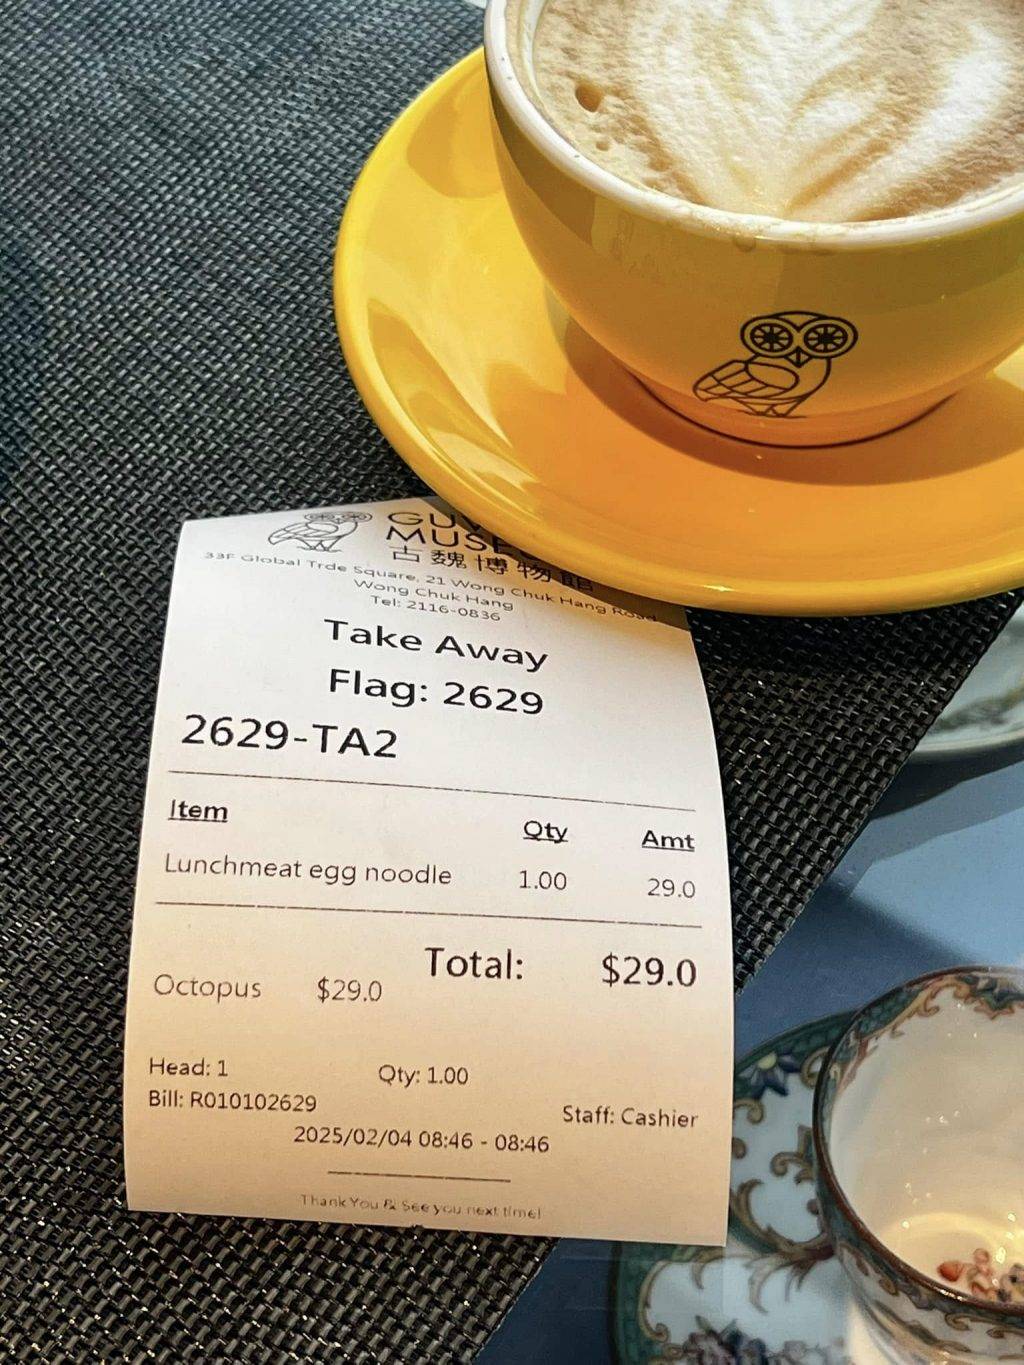 MUSE
古魏博物館
33F Global Trde Square, 21 Wong Chuk Hang Road
Wong Chuk Hang
Tel: 2116-0836
Take Away
Flag: 2629
2629-TA2
Item Qty Amt
Lunchmeat egg noodle 1.00 29.0
Total: $29.0
Octopus $29.0
Head: 1 Qty: 1.00
Bill: R010102629 Staff: Cashier
2025/02/04 08:46 - 08:46
Thank You & See you next time!